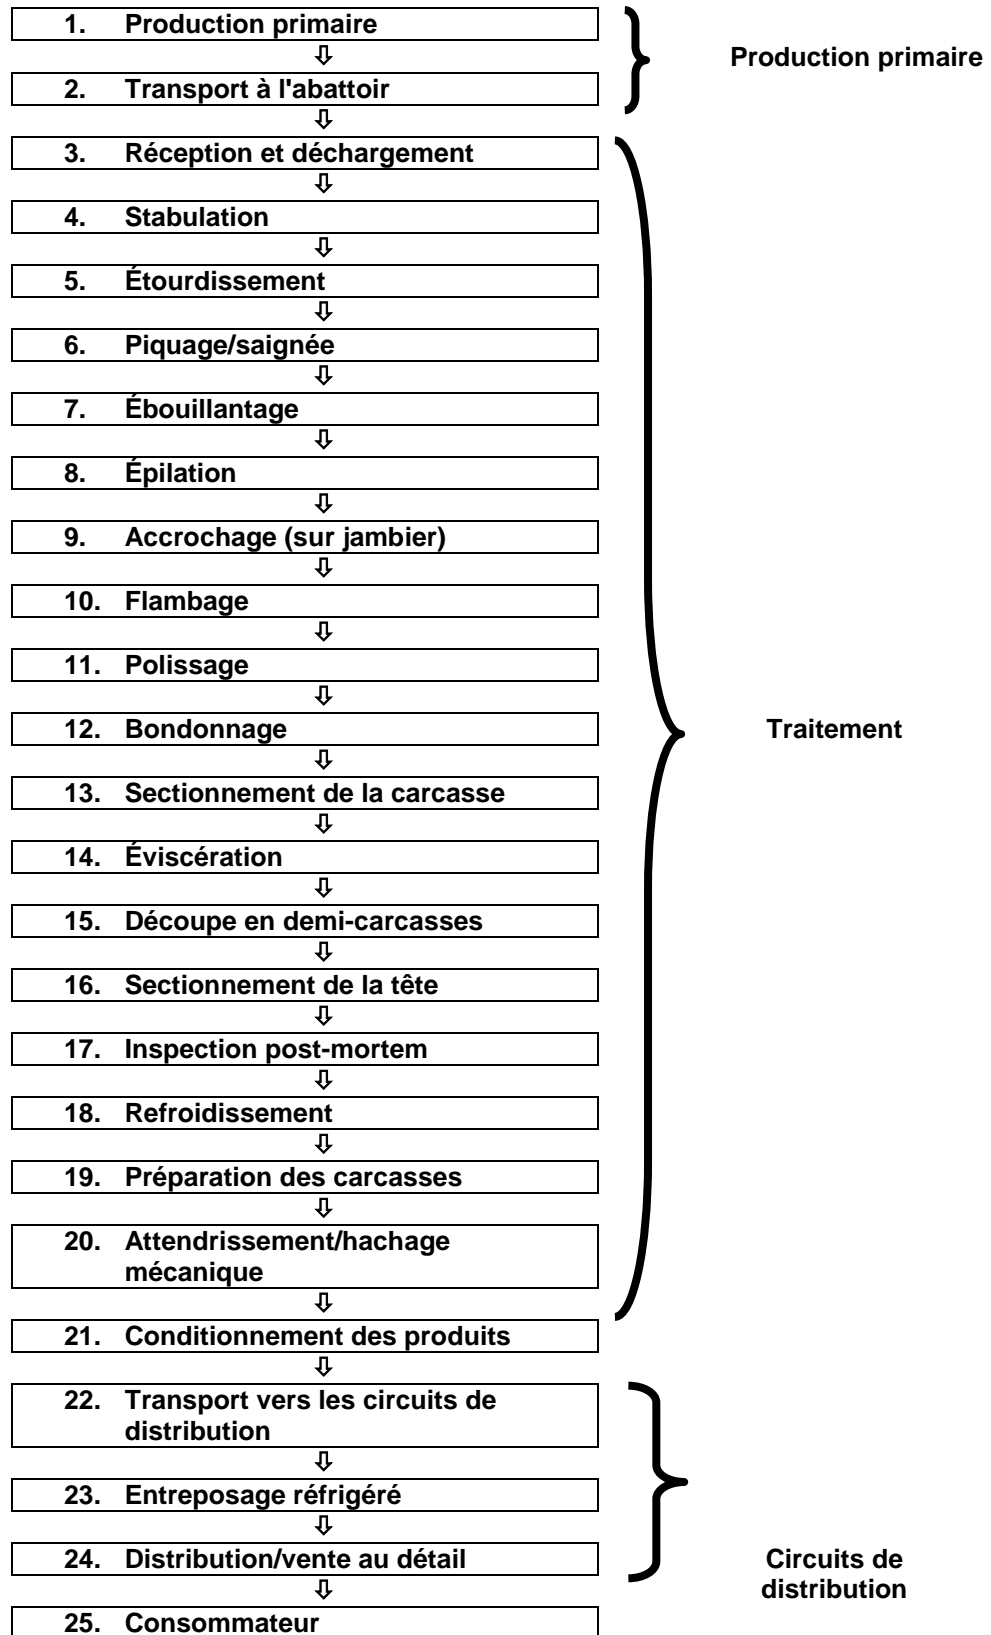 1. Production primaire
Production primaire
2. Transport à l'abattoir
3. Réception et déchargement
4. Stabulation
5. Étourdissement
6. Piquage/saignée
7. Ébouillantage
8. Épilation
9. Accrochage (sur jambier)
10. Flambage
11. Polissage
12. Bondonnage
Traitement
13. Sectionnement de la carcasse
14. Éviscération
15. Découpe en demi-carcasses
16. Sectionnement de la tête
17. Inspection post-mortem
18. Refroidissement
19. Préparation des carcasses
20. Attendrissement/hachage
mécanique
21. Conditionnement des produits
22. Transport vers les circuits de
distribution
23. Entreposage réfrigéré
24. Distribution/vente au détail
Circuits de
distribution
25. Consommateur